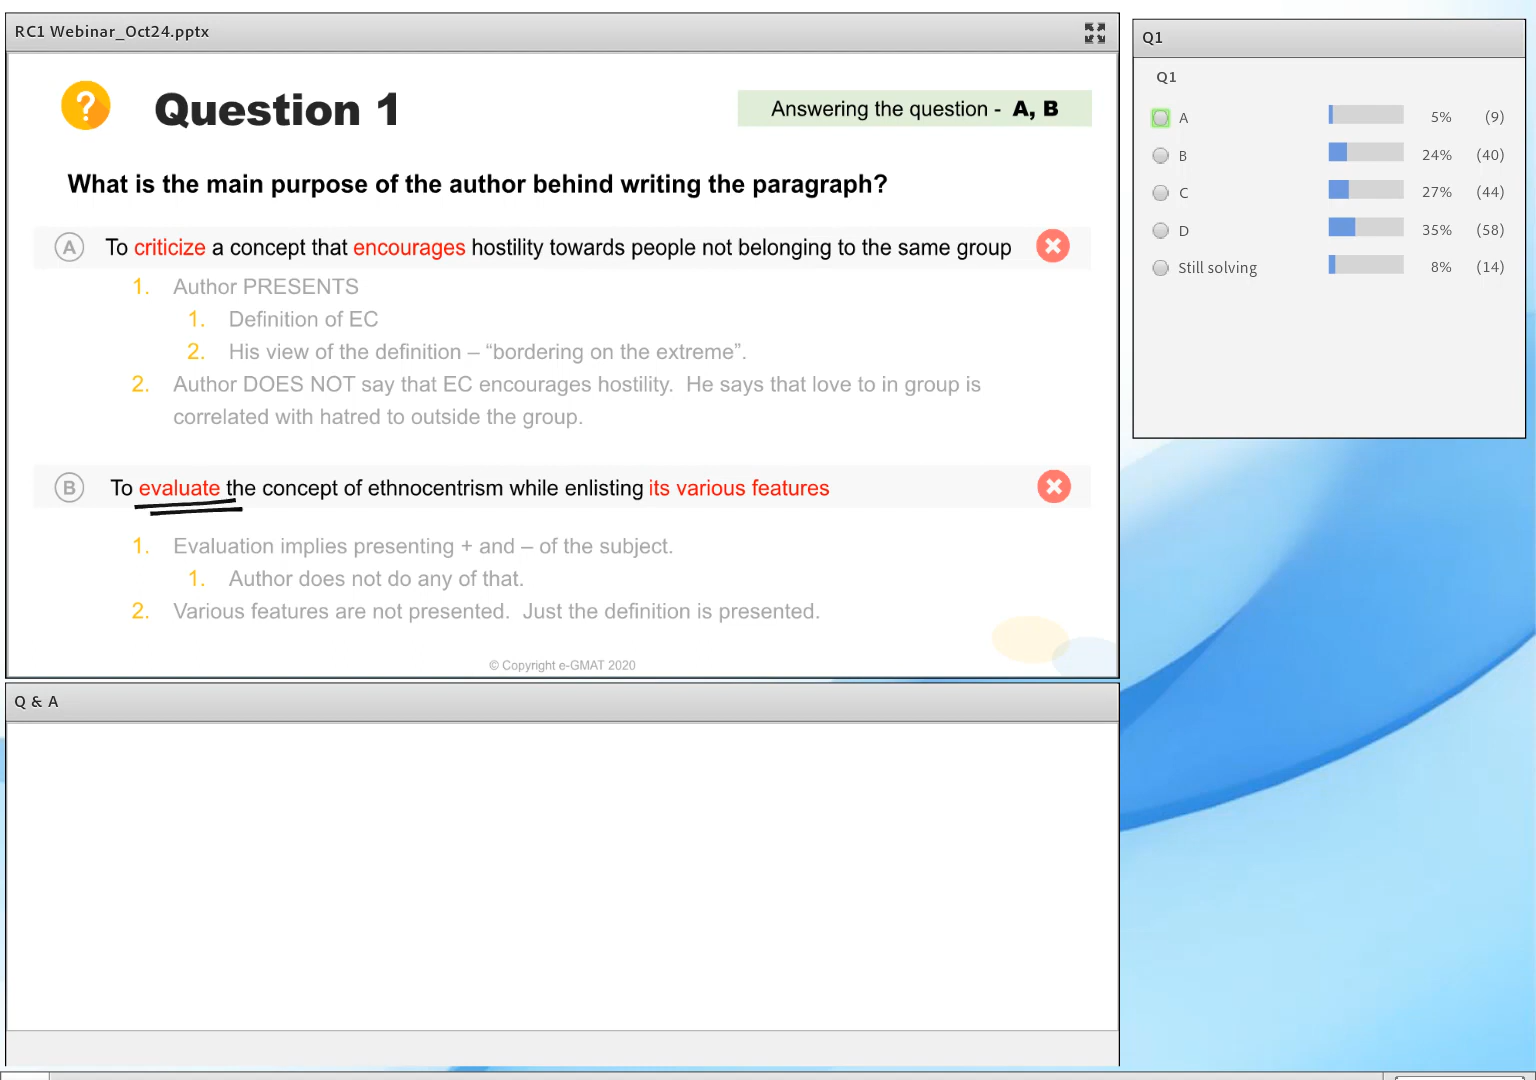 RC1 Webinar_Oct24.pptx
?
Question 1
Answering the question - A, B
What is the main purpose of the author behind writing the paragraph?
A To criticize a concept that encourages hostility towards people not belonging to the same group
1. Author PRESENTS
1. Definition of EC
2. His view of the definition – “bordering on the extreme”.
2. Author DOES NOT say that EC encourages hostility. He says that love to in group is
correlated with hatred to outside the group.
B To evaluate the concept of ethnocentrism while enlisting its various features
1. Evaluation implies presenting + and – of the subject.
1. Author does not do any of that.
2. Various features are not presented. Just the definition is presented.
© Copyright e-GMAT 2020
Q & A
Q1
Q1
A 5% (9)
B 24% (40)
C 27% (44)
D 35% (58)
Still solving 8% (14)